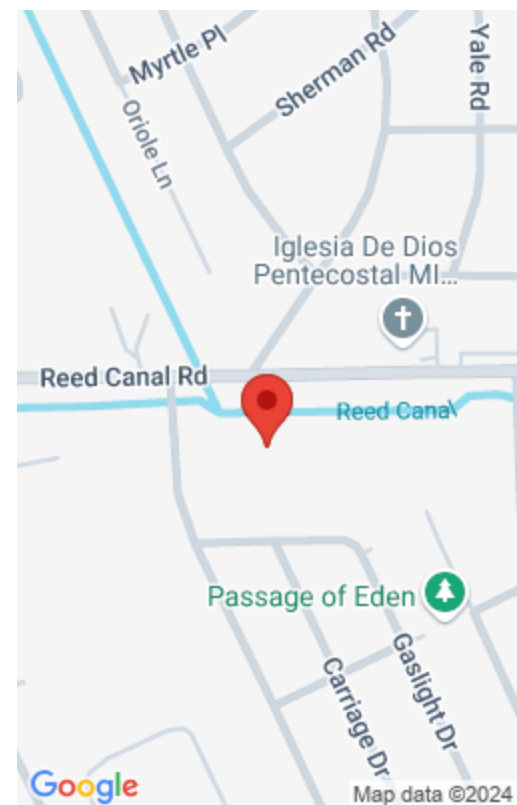 Myrtle Pl
Sherman Rd
Yale Rd
Oriole Ln
Iglesia De Dios
Pentecostal MI...
Reed Canal Rd
Reed Canal
Passage of Eden
Gaslight Dr
Carriage Dr
Google
Map data ©2024